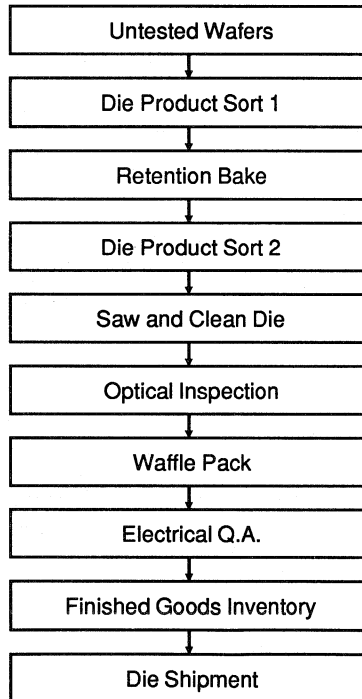 Untested Wafers
Die Product Sort 1
Retention Bake
Die Product Sort 2
Saw and Clean Die
Optical Inspection
Waffle Pack
Electrical Q.A.
Finished Goods Inventory
Die Shipment